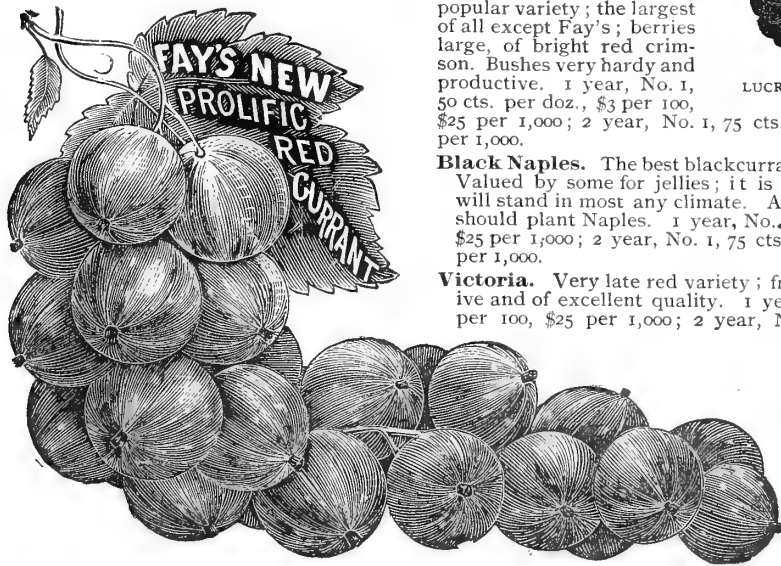 FAY'S NEW
PROLIFIC
RED
CURRANT
popular variety; the largest
of all except Fay's; berries
large, of bright red crim-
son. Bushes very hardy and
productive. 1 year, No. 1,
50 cts. per doz., $3 per 100,
$25 per 1,000; 2 year, No. 1, 75 cts
per 1,000.
Black Naples. The best blackcurra
Valued by some for jellies; it is
will stand in most any climate. A
should plant Naples. 1 year, No.
$25 per 1,000; 2 year, No. 1, 75 cts
per 1,000.
Victoria. Very late red variety; fr
ive and of excellent quality. 1 ye
per 100, $25 per 1,000; 2 year, N
LUCR